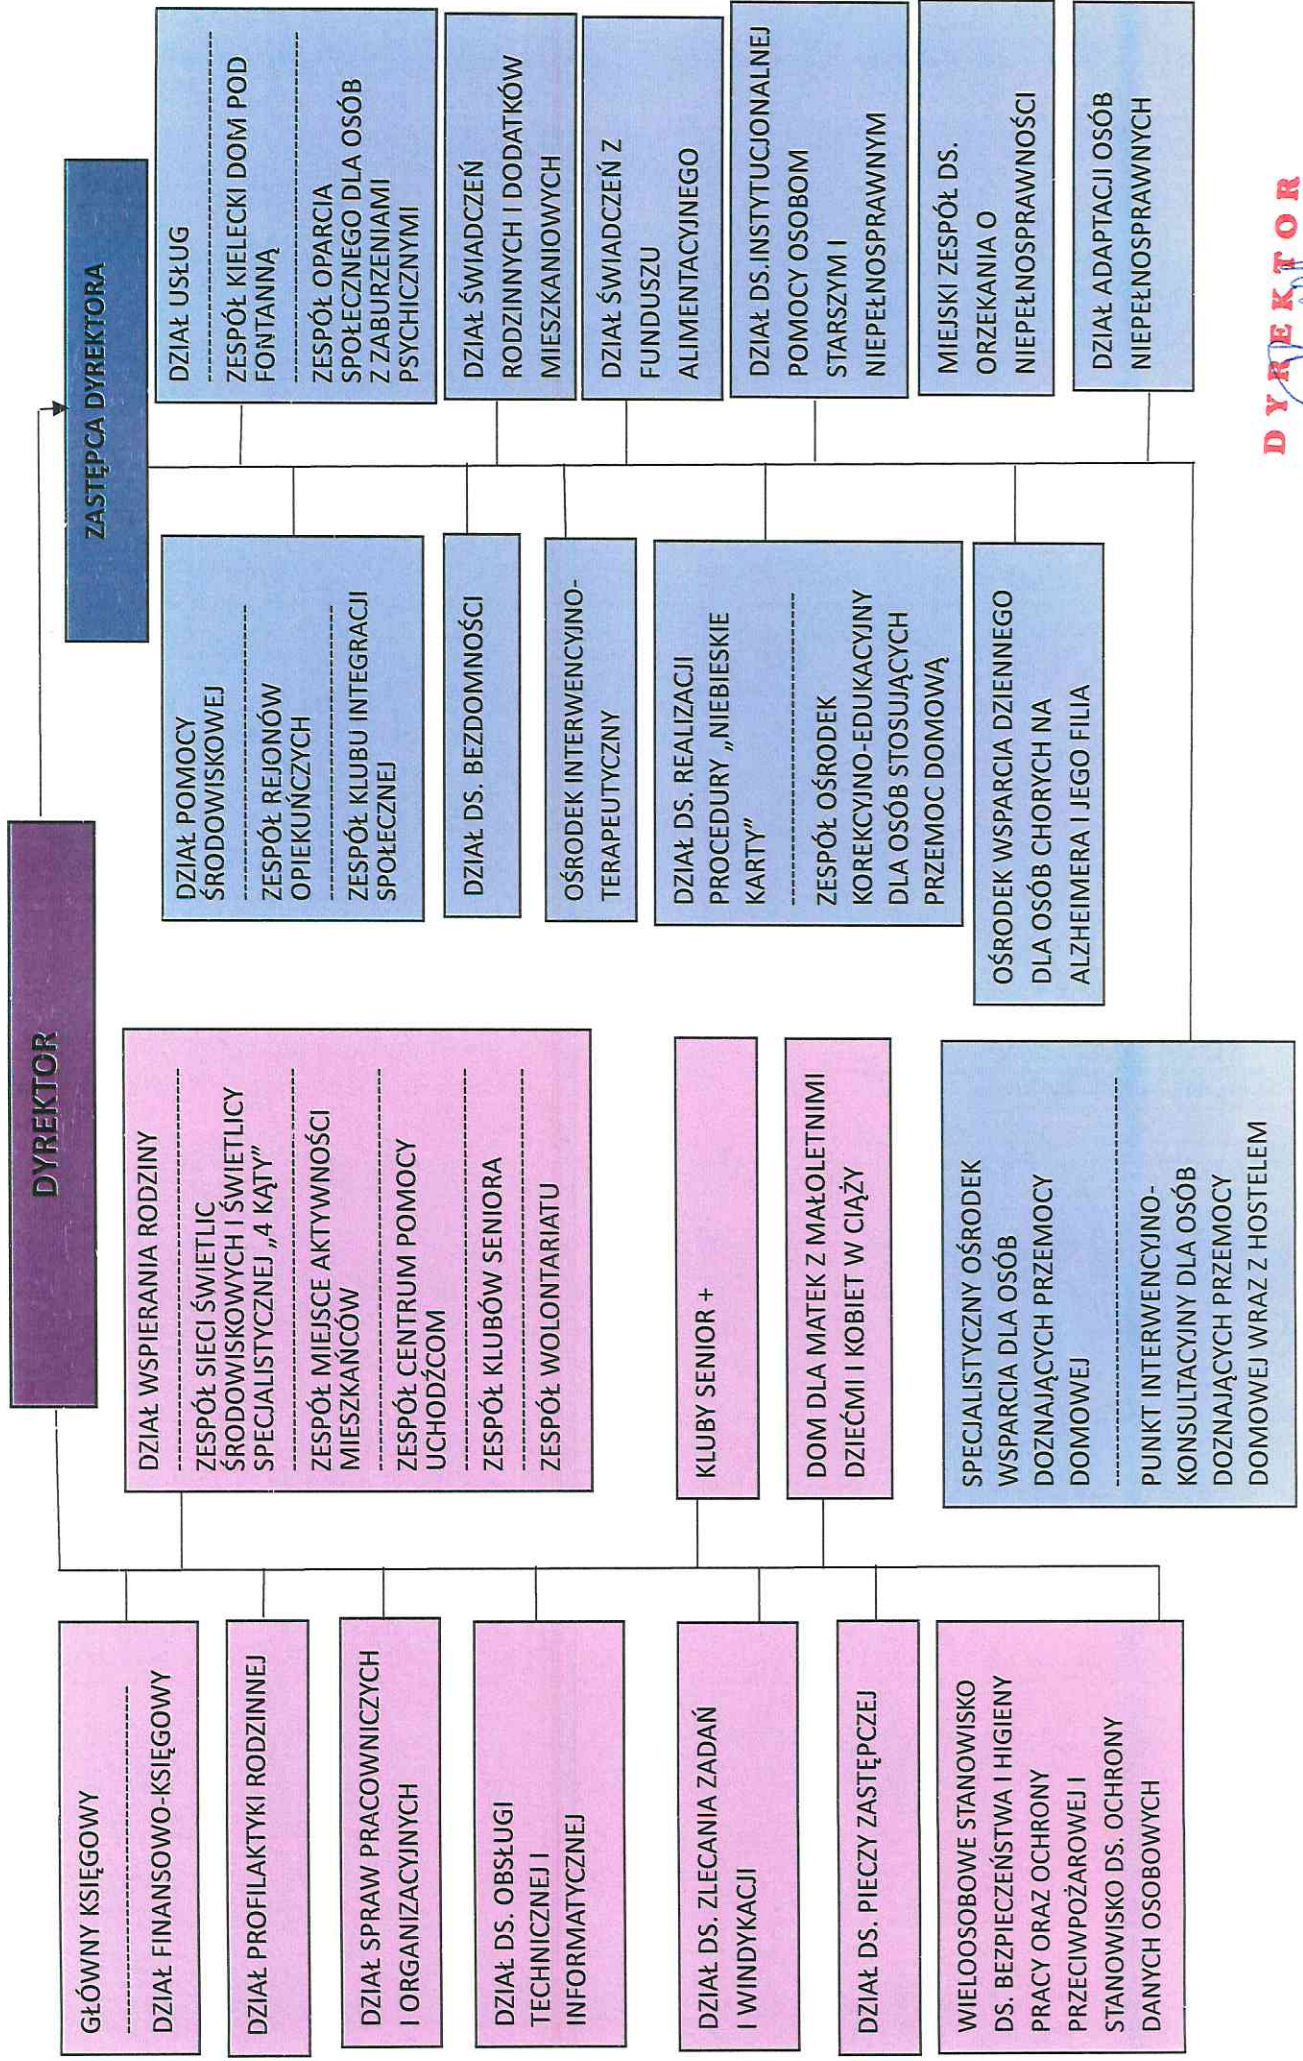 DYREKTOR
ZASTĘPCA DYREKTORA
GŁÓWNY KSIĘGOWY
DZIAŁ FINANSOWO-KSIĘGOWY
DZIAŁ PROFILAKTYKI RODZINNEJ
DZIAŁ SPRAW PRACOWNICZYCH
I ORGANIZACYJNYCH
DZIAŁ DS. OBSŁUGI
TECHNICZNEJ I
INFORMATYCZNEJ
DZIAŁ DS. ZLECANIA ZADAŃ
I WINDYKACJI
DZIAŁ DS. PIECZY ZASTĘPCZEJ
WIELOOSOBOWE STANOWISKO
DS. BEZPIECZEŃSTWA I HIGIENY
PRACY ORAZ OCHRONY
PRZECIWPOŻAROWEJ I
STANOWISKO DS. OCHRONY
DANYCH OSOBOWYCH
DZIAŁ WSPIERANIA RODZINY
ZESPÓŁ SIECI ŚWIETLIC
ŚRODOWISKOWYCH I ŚWIETLICY
SPECJALISTYCZNEJ „4 KĄTY”
ZESPÓŁ MIEJSCE AKTYWNOŚCI
MIESZKAŃCÓW
ZESPÓŁ CENTRUM POMOCY
UCHODŹCOM
ZESPÓŁ KLUBÓW SENIORA
ZESPÓŁ WOLONTARIATU
KLUBY SENIOR +
DOM DLA MATEK Z MAŁOLETNIMI
DZIEĆMI I KOBIET W CIĄŻY
SPECJALISTYCZNY OŚRODEK
WSPARCIA DLA OSÓB
DOZNAJĄCYCH PRZEMOCY
DOMOWEJ
PUNKT INTERWENCYJNO-
KONSULTACYJNY DLA OSÓB
DOZNAJĄCYCH PRZEMOCY
DOMOWEJ WRAZ Z HOSTELEM
DZIAŁ POMOCY
ŚRODOWISKOWEJ
ZESPÓŁ REJONÓW
OPIEKUŃCZYCH
ZESPÓŁ KLUBU INTEGRACJI
SPOŁECZNEJ
DZIAŁ DS. BEZDOMNOŚCI
OŚRODEK INTERWENCYJNO-
TERAPEUTYCZNY
DZIAŁ DS. REALIZACJI
PROCEDURY „NIEBIESKIE
KARTY”
ZESPÓŁ OŚRODEK
KOREKCYJNO-EDUKACYJNY
DLA OSÓB STOSUJĄCYCH
PRZEMOC DOMOWĄ
OŚRODEK WSPARCIA DZIENNEGO
DLA OSÓB CHORYCH NA
ALZHEIMERA I JEGO FILIA
DZIAŁ USŁUG
ZESPÓŁ KIELECKI DOM POD
FONTANNĄ
ZESPÓŁ OPARCIA
SPOŁECZNEGO DLA OSÓB
Z ZABURZENIAMI
PSYCHICZNYMI
DZIAŁ ŚWIADCZEŃ
RODZINNYCH I DODATKÓW
MIESZKANIOWYCH
DZIAŁ ŚWIADCZEŃ Z
FUNDUSZU
ALIMENTACYJNEGO
DZIAŁ DS.INSTYTUCJONALNEJ
POMOCY OSOBOM
STARSZYM I
NIEPEŁNOSPRAWNYM
MIEJSKI ZESPÓŁ DS.
ORZEKANIA O
NIEPEŁNOSPRAWNOŚCI
DZIAŁ ADAPTACJI OSÓB
NIEPEŁNOSPRAWNYCH
DYREKTOR